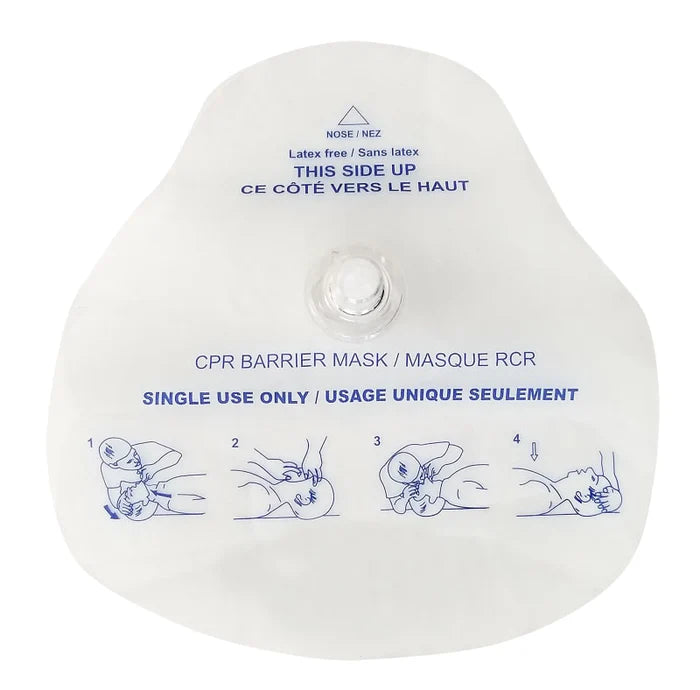 NOSE / NEZ
Latex free / Sans latex
THIS SIDE UP
CE CÔTÉ VERS LE HAUT
CPR BARRIER MASK / MASQUE RCR
SINGLE USE ONLY / USAGE UNIQUE SEULEMENT
1 2 3 4